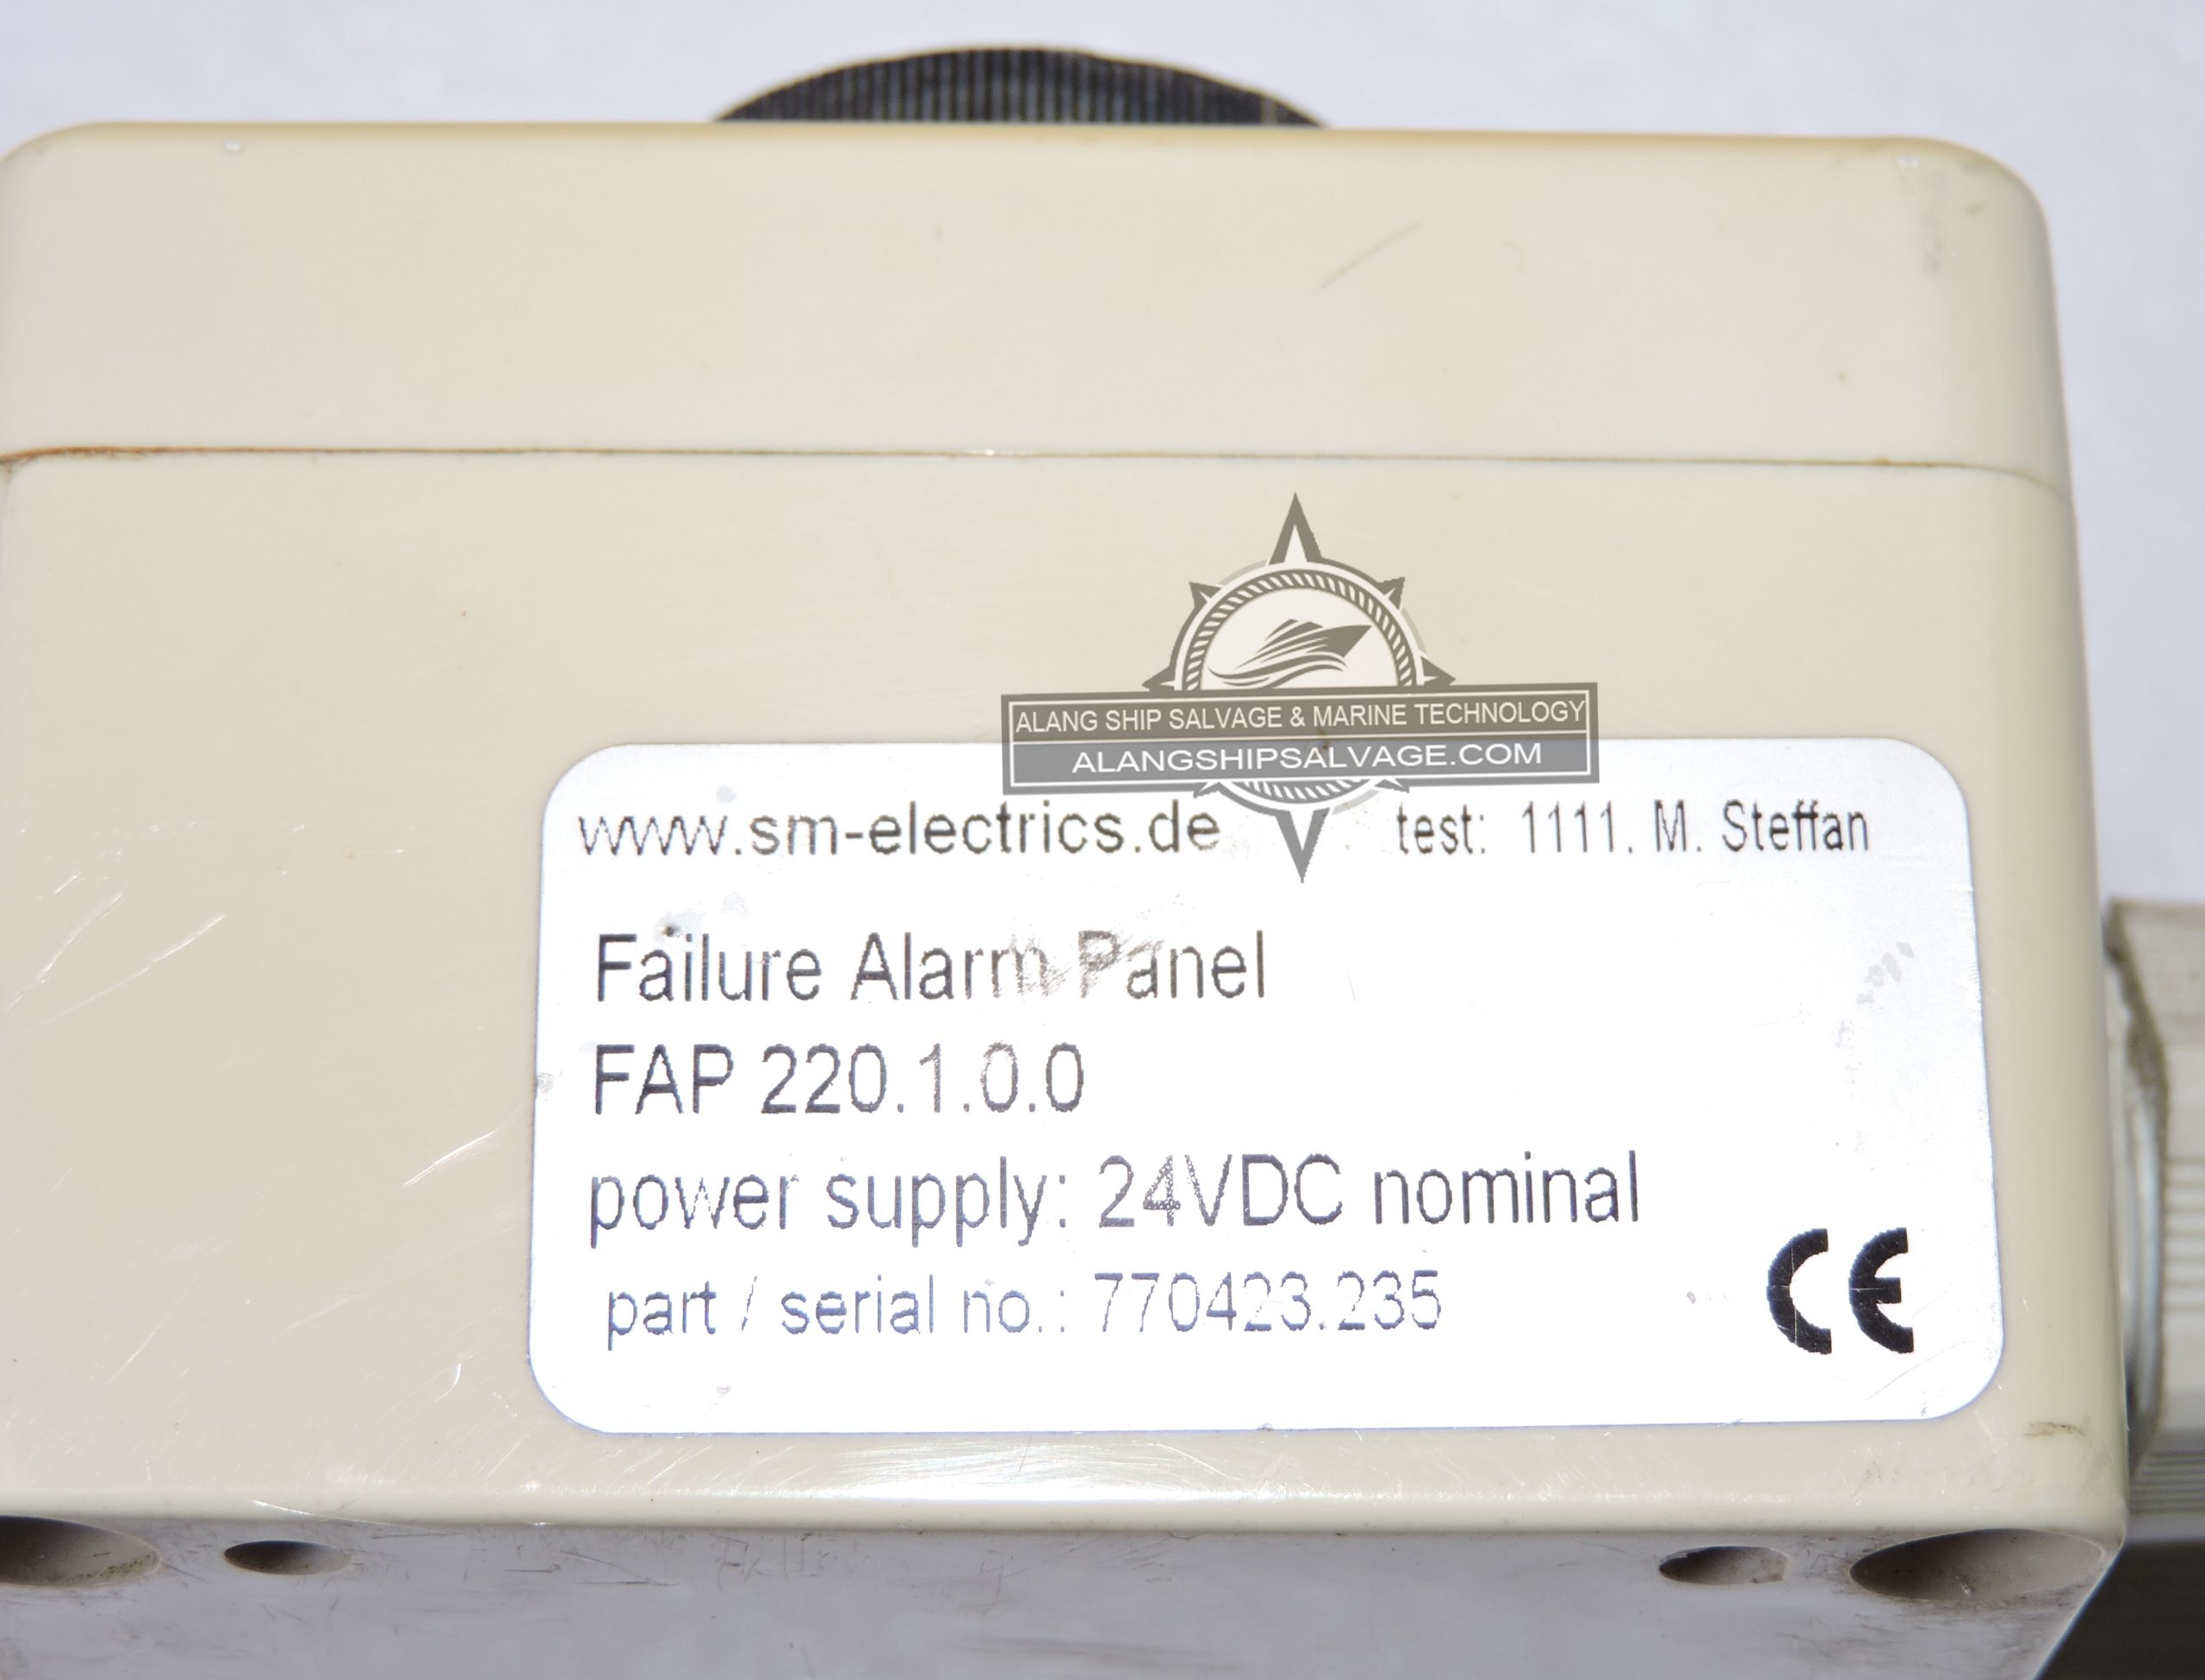 ALANG SHIP SALVAGE & MARINE TECHNOLOGY
ALANGSHIPSALVAGE.COM
www.sm-electrics.de test: 1111. M. Steffan
Failure Alarm Panel
FAP 220.1.0.0
power supply: 24VDC nominal
part / serial no.: 770423.235
CE